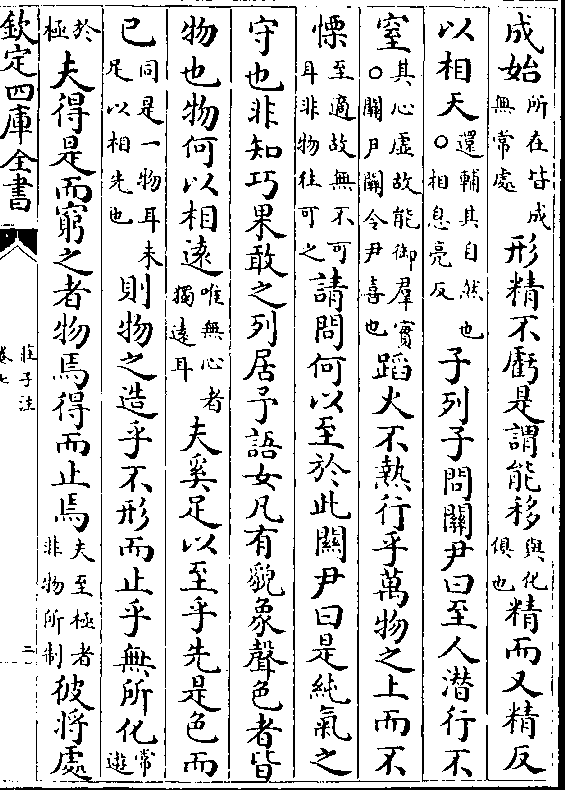 成始所在皆成無常處形精不虧是謂能移與化俱也精而又精反
以相天還輔其自然也○相息亮反子列子問關尹曰至人潛行不
窒其心虛故能御羣實○關尹關令尹喜也蹈火不熱行乎萬物之上而不
慄至適故無不可耳非物往可之請問何以至於此關尹曰是純氣之
守也非知巧果敢之列居予語女凡有貌象聲色者皆
物也物何以相遠唯無心者獨遠耳夫奚足以至乎先是色而
已同是一物耳未足以相先也則物之造乎不形而止乎無所化常遊
於極夫得是而窮之者物焉得而止焉夫至極者非物所制彼將處
欽定四庫全書
莊子注
卷七
二